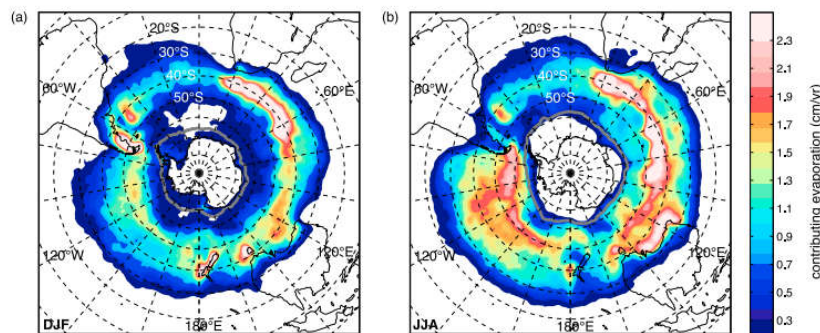 (a)
20°S
30°S
40°S
50°S
60°W
60°E
120°W
120°E
180°E
DJF
(b)
20°S
30°S
40°S
50°S
60°W
60°E
120°W
120°E
180°E
JJA
2.3
2.1
1.9
1.7
1.5
1.3
1.1
0.9
0.7
0.5
0.3
contributing evaporation (cm/yr)